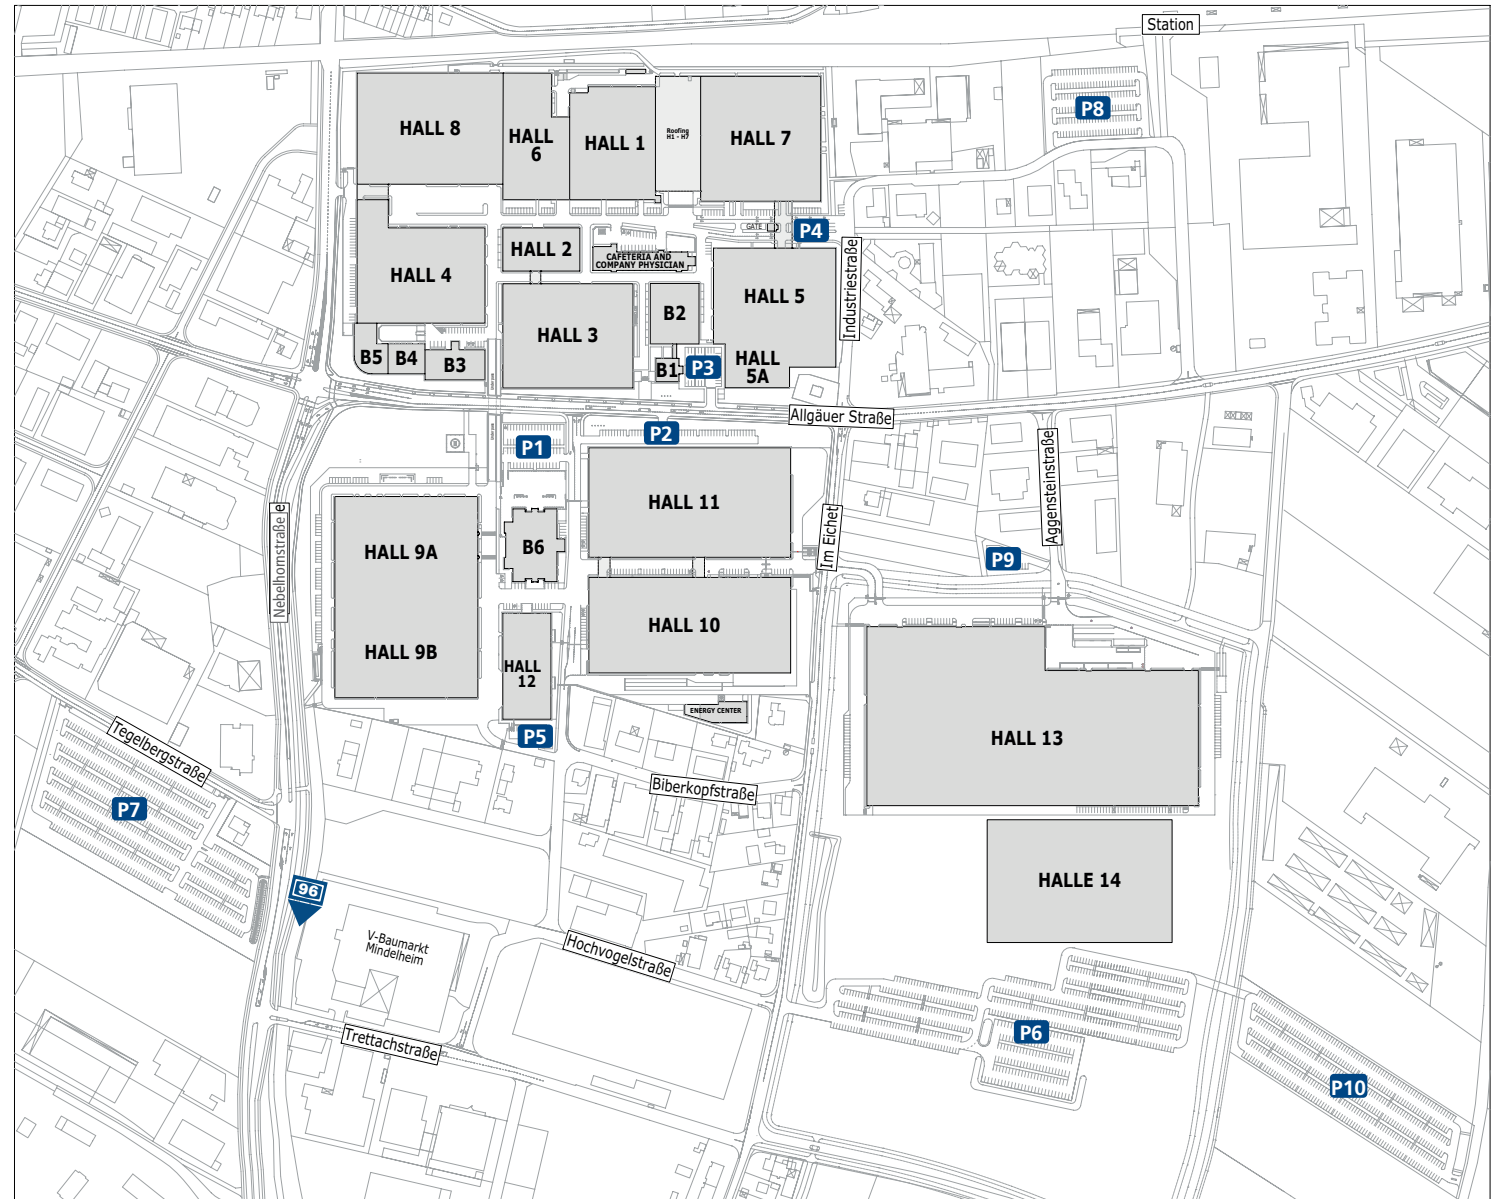 Station
P8
HALL 8
HALL
6
HALL 1
Roofing
H1 - H7
HALL 7
GATE
P4
HALL 2
CAFETERIA AND
COMPANY PHYSICIAN
HALL 4
HALL 5
Industriestraße
B2
HALL 3
B5
B4
B3
B1
P3
HALL
5A
Allgäuer Straße
P1
P2
HALL 11
Aggensteinstraße
Im Eichet
P9
Nebelhornstraße e
HALL 9A
B6
HALL 10
HALL 9B
HALL
12
ENERGY CENTER
P5
HALL 13
Tegelbergstraße
P7
Biberkopfstraße
96
HALLE 14
V-Baumarkt
Mindelheim
Hochvogelstraße
Trettachstraße
P6
P10